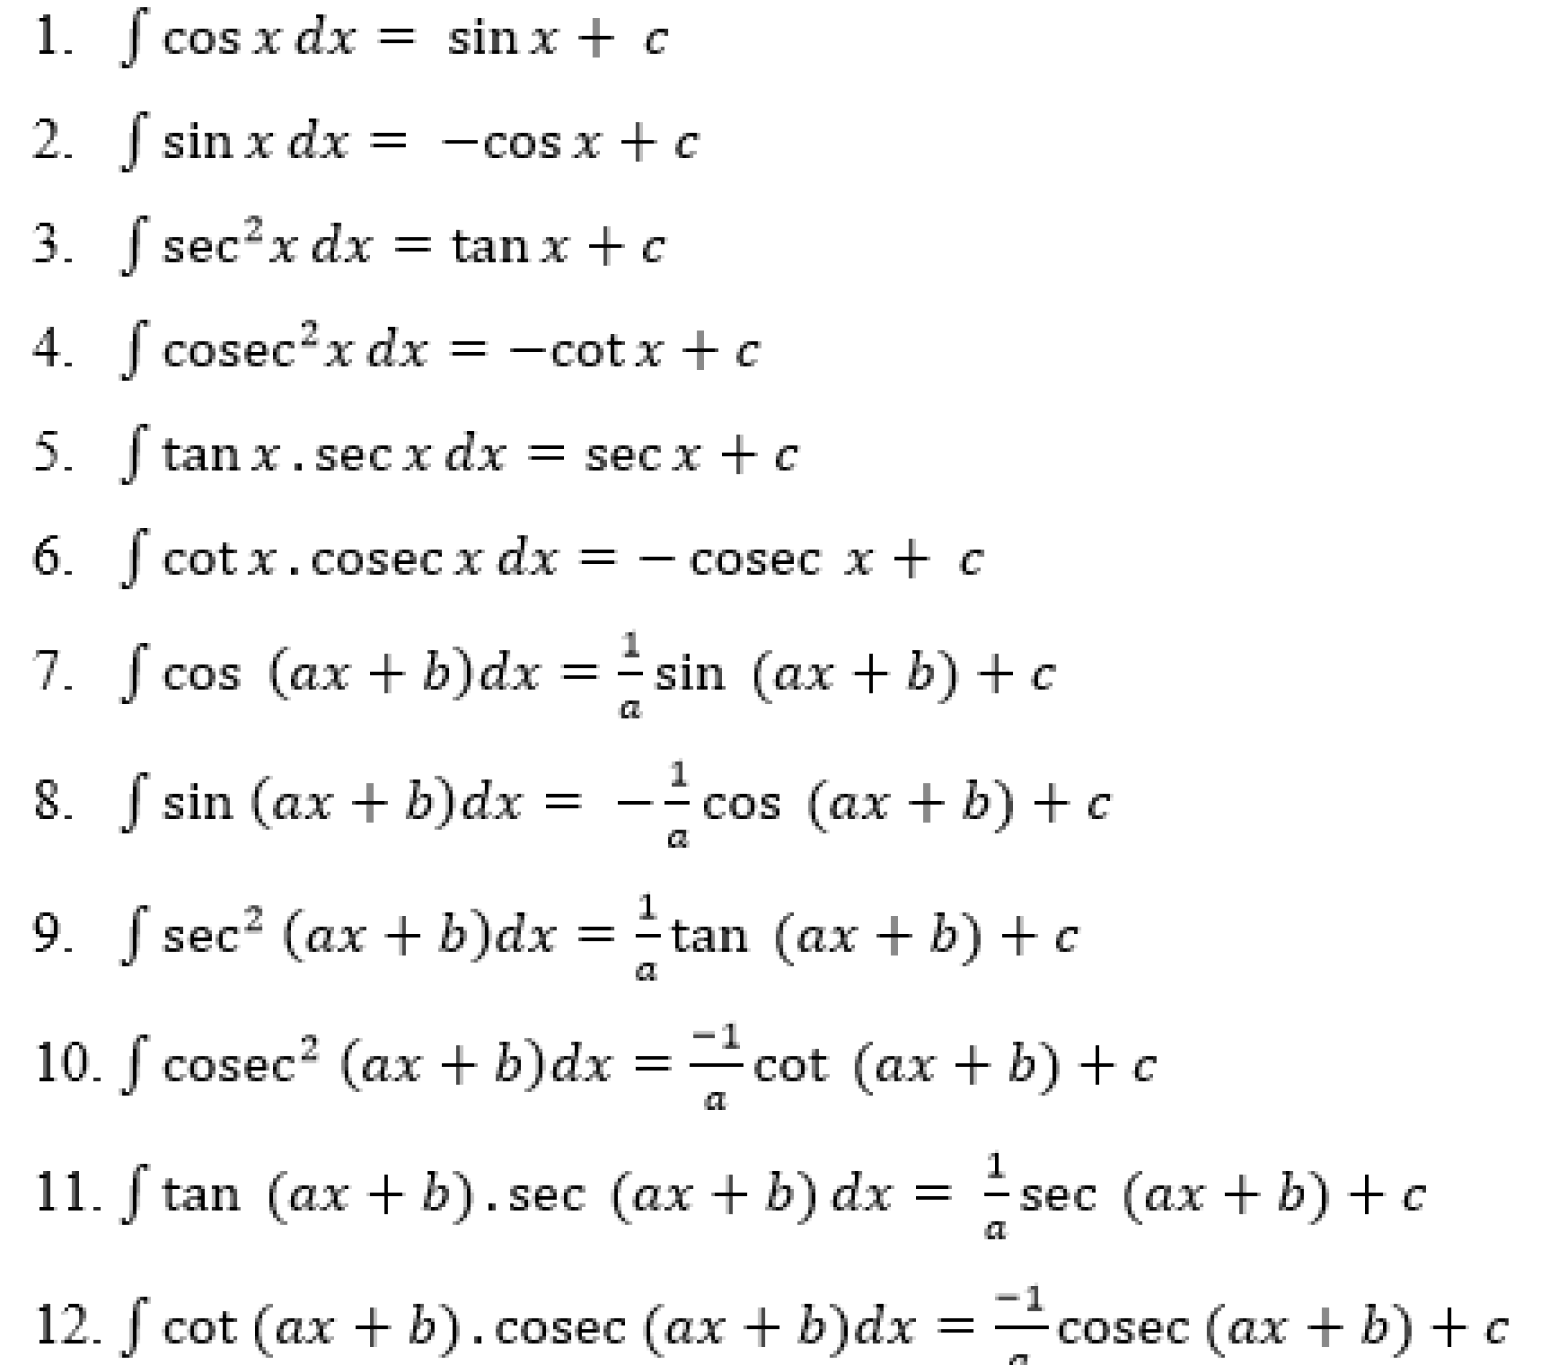 1. ∫ cos x dx = sin x + c
2. ∫ sin x dx = −cos x + c
3. ∫ sec²x dx = tan x + c
4. ∫ cosec²x dx = −cot x + c
5. ∫ tan x . sec x dx = sec x + c
6. ∫ cot x . cosec x dx = − cosec x + c
7. ∫ cos (ax + b)dx = 1/a sin (ax + b) + c
8. ∫ sin (ax + b)dx = −1/a cos (ax + b) + c
9. ∫ sec² (ax + b)dx = 1/a tan (ax + b) + c
10. ∫ cosec² (ax + b)dx = −1/a cot (ax + b) + c
11. ∫ tan (ax + b) . sec (ax + b) dx = 1/a sec (ax + b) + c
12. ∫ cot (ax + b) . cosec (ax + b)dx = −1/a cosec (ax + b) + c